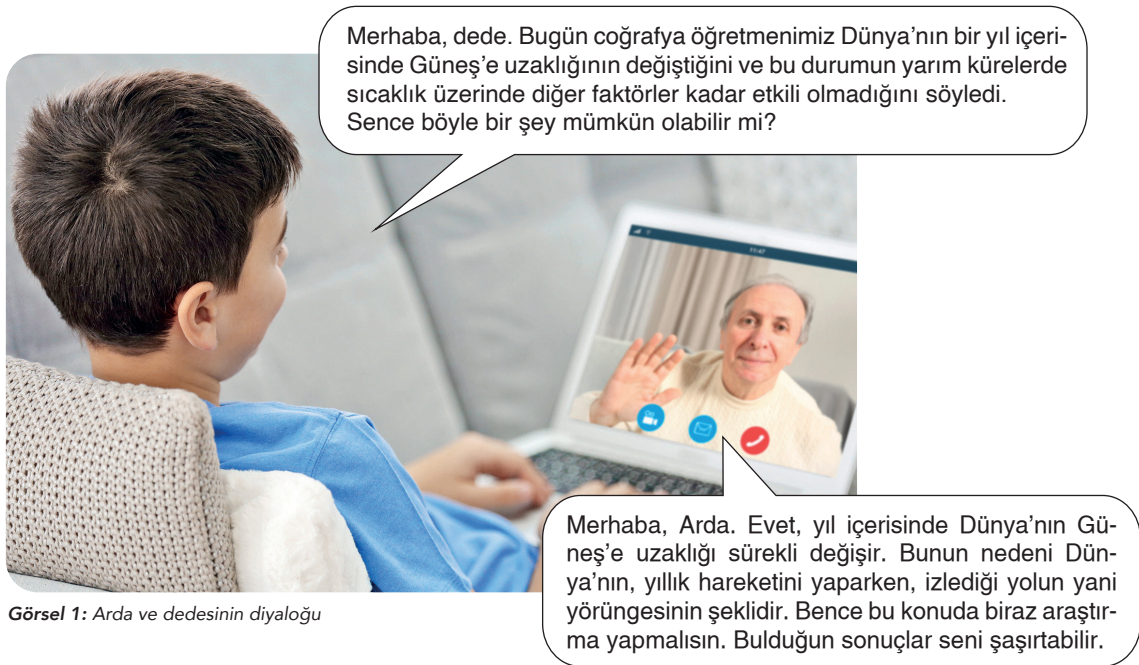 Merhaba, dede. Bugün coğrafya öğretmenimiz Dünya’nın bir yıl içeri-
sinde Güneş’e uzaklığının değiştiğini ve bu durumun yarım kürelerde
sıcaklık üzerinde diğer faktörler kadar etkili olmadığını söyledi.
Sence böyle bir şey mümkün olabilir mi?
11:47
Merhaba, Arda. Evet, yıl içerisinde Dünya’nın Gü-
neş’e uzaklığı sürekli değişir. Bunun nedeni Dün-
ya’nın, yıllık hareketini yaparken, izlediği yolun yani
yörüngesinin şeklidir. Bence bu konuda biraz araştır-
ma yapmalısın. Bulduğun sonuçlar seni şaşırtabilir.
Görsel 1: Arda ve dedesinin diyaloğu